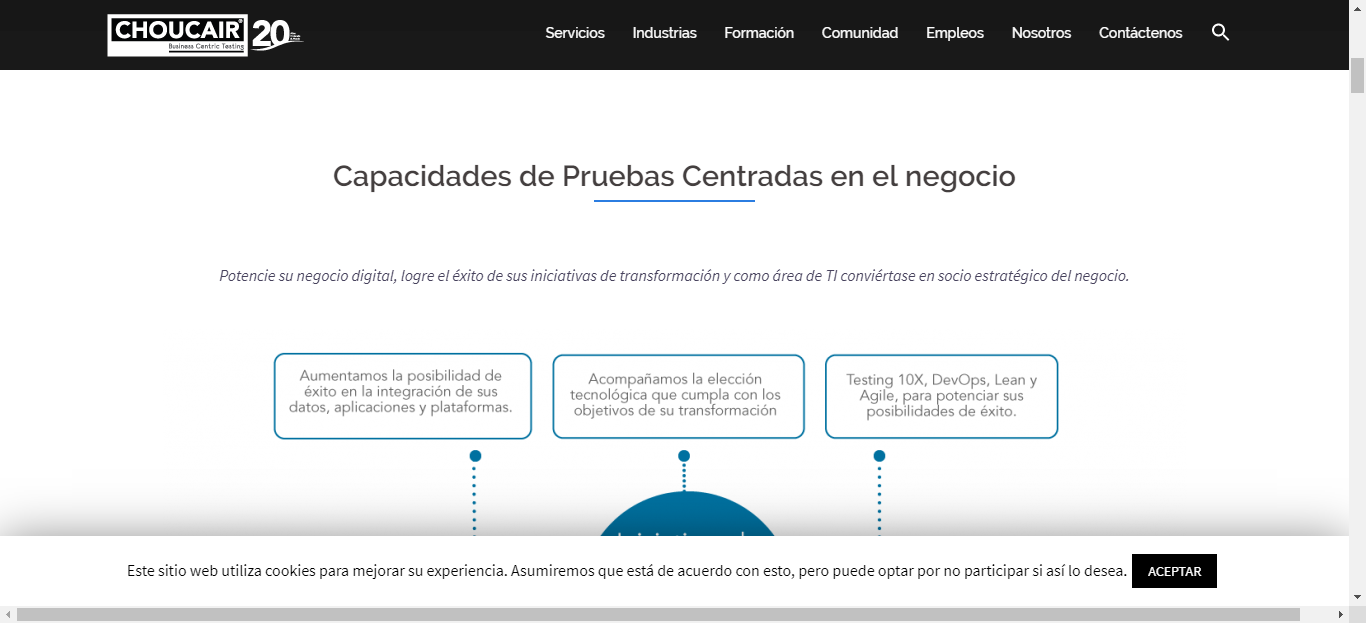 CHOUCAIR
Business Centric Testing
20
Servicios Industrias Formación Comunidad Empleos Nosotros Contáctenos
Capacidades de Pruebas Centradas en el negocio
Potencie su negocio digital, logre el éxito de sus iniciativas de transformación y como área de TI conviértase en socio estratégico del negocio.
Aumentamos la posibilidad de
éxito en la integración de sus
datos, aplicaciones y plataformas.
Acompañamos la elección
tecnológica que cumpla con los
objetivos de su transformación
Testing 10X, DevOps, Lean y
Agile, para potenciar sus
posibilidades de éxito.
Este sitio web utiliza cookies para mejorar su experiencia. Asumiremos que está de acuerdo con esto, pero puede optar por no participar si así lo desea. ACEPTAR